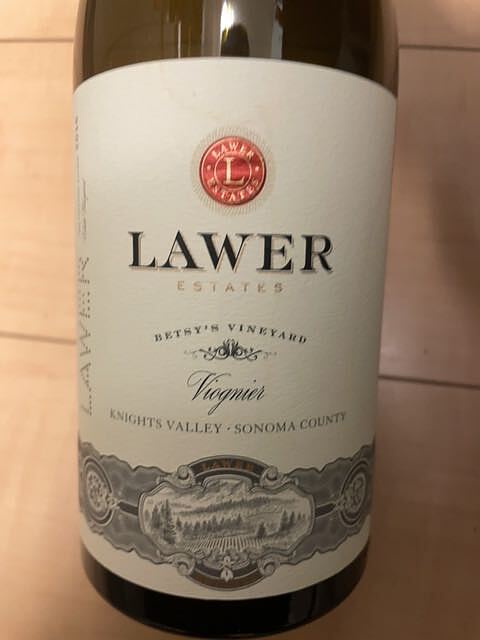 LAWER
L
ESTATES
LAWER
ESTATES
BETSY'S VINEYARD
Viognier
KNIGHTS VALLEY · SONOMA COUNTY
LAWER
LAWER